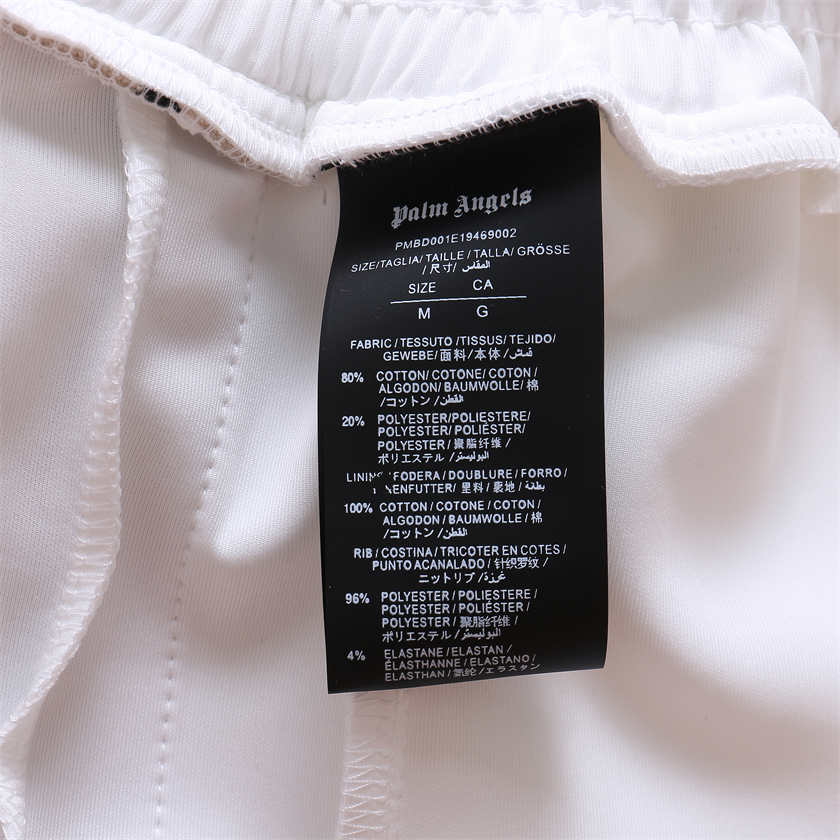 Palm Angels
PMBD001E19469002
SIZE/TAGLIA/TAILLE/TALLA/GRÖSSE
/尺寸/المقاس
SIZE CA
M G
FABRIC/TESSUTO/TISSUS/TEJIDO/
GEWEBE/面料/本体/قماش
80% COTTON/COTONE/COTON/
ALGODON/BAUMWOLLE/棉
/コットン/القطن
20% POLYESTER/POLIESTERE/
POLYESTER/POLIÉSTER/
POLYESTER/聚脂纤维/
ポリエステル/البوليستر
FODERA/DOUBLURE/FORRO/
ENFUTTER/里料/裏地/بطانة
100% COTTON/COTONE/COTON/
ALGODON/BAUMWOLLE/棉
/コットン/القطن
RIB/COSTINA/TRICOTER EN COTES/
PUNTO ACANALADO/针织罗纹/
ニットリブ/غزة/
96% POLYESTER/POLIESTERE/
POLYESTER/POLIÉSTER/
POLYESTER/聚脂纤维/
ポリエステル/البوليستر
4% ELASTANE/ELASTAN/
ÉLASTHANNE/ELASTANO/
ELASTHAN/氨纶/エラスタン